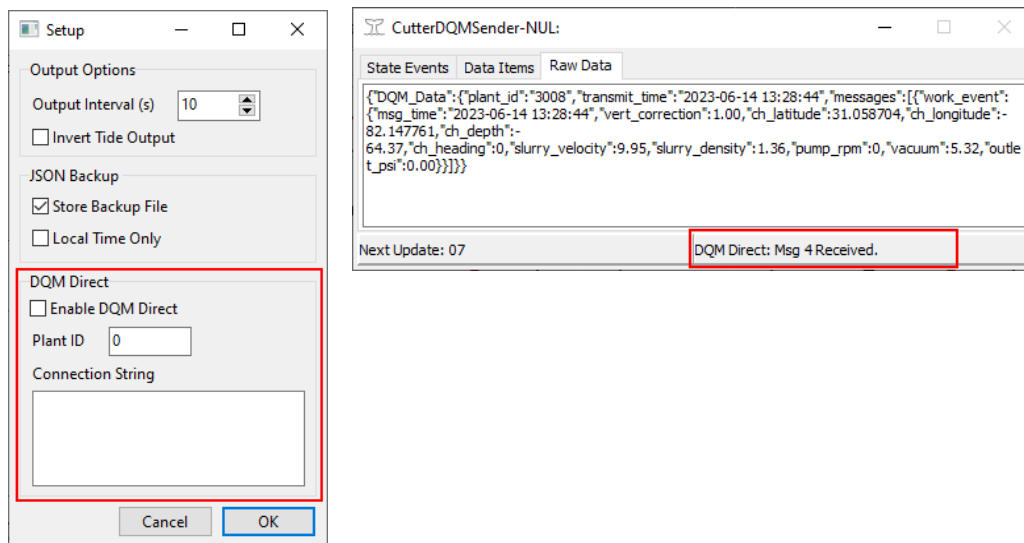 Setup
Output Options
Output Interval (s) 10
Invert Tide Output
JSON Backup
Store Backup File
Local Time Only
DQM Direct
Enable DQM Direct
Plant ID 0
Connection String
Cancel OK
CutterDQMSender-NUL:
State Events Data Items Raw Data
{"DQM_Data":{"plant_id":"3008","transmit_time":"2023-06-14 13:28:44","messages":[{"work_event":
{"msg_time":"2023-06-14 13:28:44","vert_correction":1.00,"ch_latitude":31.058704,"ch_longitude":-
82.147761,"ch_depth":-
64.37,"ch_heading":0,"slurry_velocity":9.95,"slurry_density":1.36,"pump_rpm":0,"vacuum":5.32,"outle
t_psi":0.00}}]}}
Next Update: 07 DQM Direct: Msg 4 Received.